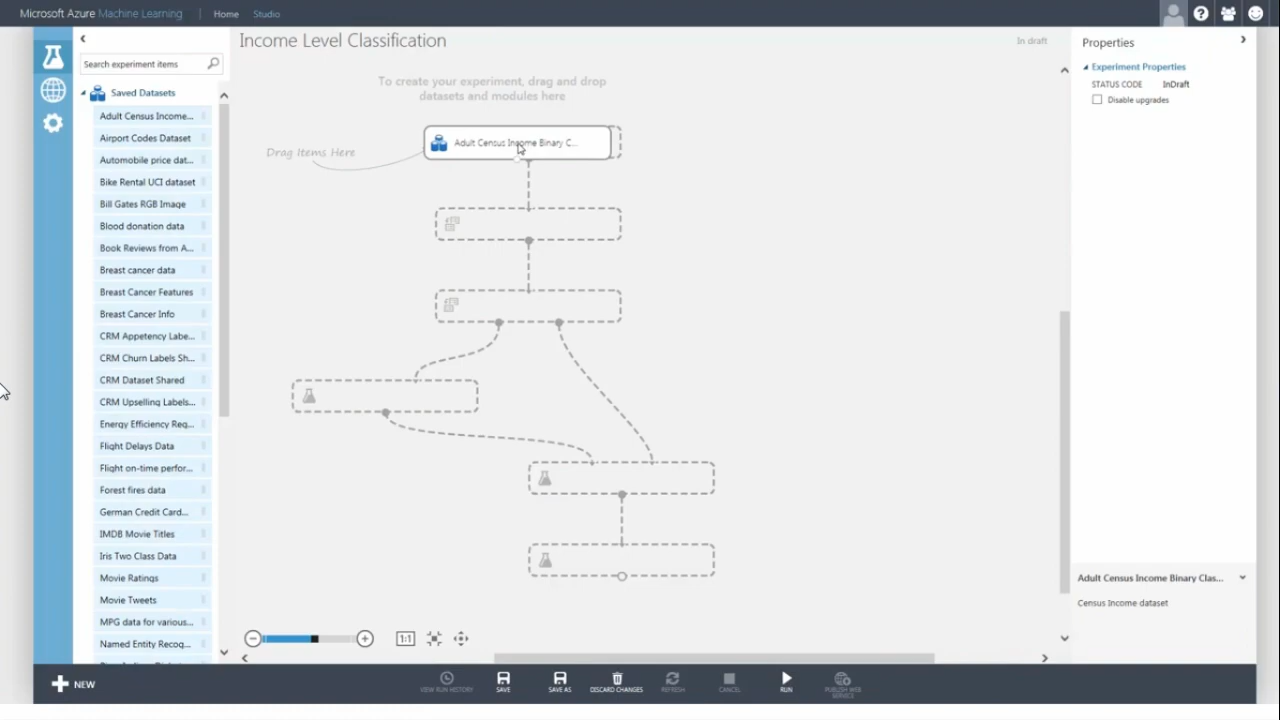 Microsoft Azure Machine Learning | Home Studio
Search experiment items
Saved Datasets
Adult Census Income...
Airport Codes Dataset
Automobile price dat...
Bike Rental UCI dataset
Bill Gates RGB Image
Blood donation data
Book Reviews from A...
Breast cancer data
Breast Cancer Features
Breast Cancer Info
CRM Appetency Labe...
CRM Churn Labels Sh...
CRM Dataset Shared
CRM Upselling Labels...
Energy Efficiency Reg...
Flight Delays Data
Flight on-time perfor...
Forest fires data
German Credit Card...
IMDB Movie Titles
Iris Two Class Data
Movie Ratings
Movie Tweets
MPG data for various...
Named Entity Recog...
Income Level Classification
In draft
To create your experiment, drag and drop
datasets and modules here
Drag Items Here
Adult Census Income Binary C...
1:1
Properties
Experiment Properties
STATUS CODE InDraft
Disable upgrades
Adult Census Income Binary Clas...
Census Income dataset
NEW
VIEW RUN HISTORY
SAVE
SAVE AS
DISCARD CHANGES
REFRESH
CANCEL
RUN
PUBLISH WEB
SERVICE